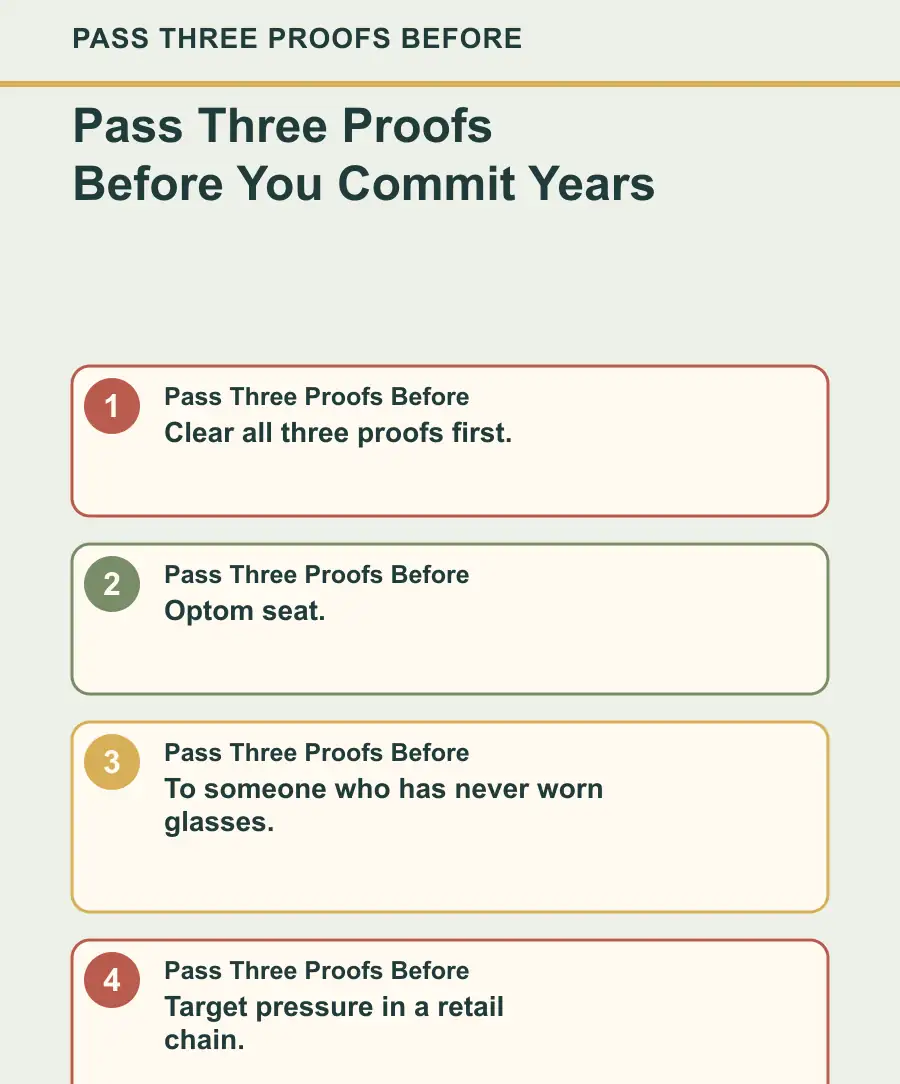 PASS THREE PROOFS BEFORE
Pass Three Proofs
Before You Commit Years
1
Pass Three Proofs Before
Clear all three proofs first.
2
Pass Three Proofs Before
Optom seat.
3
Pass Three Proofs Before
To someone who has never worn
glasses.
4
Pass Three Proofs Before
Target pressure in a retail
chain.